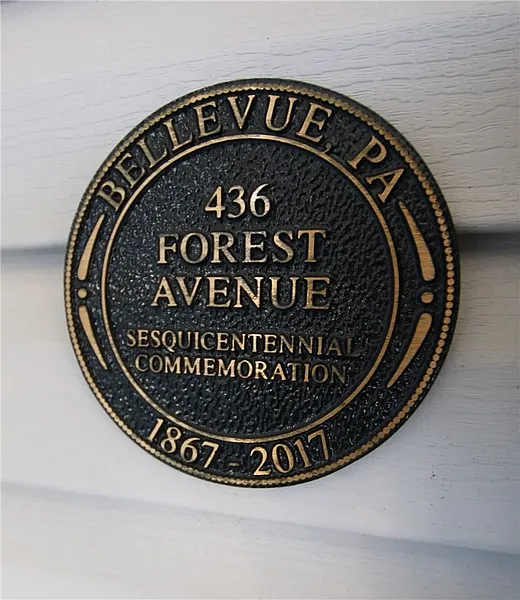 BELLEVUE, PA
436
FOREST
AVENUE
SESQUICENTENNIAL
COMMEMORATION
1867 - 2017